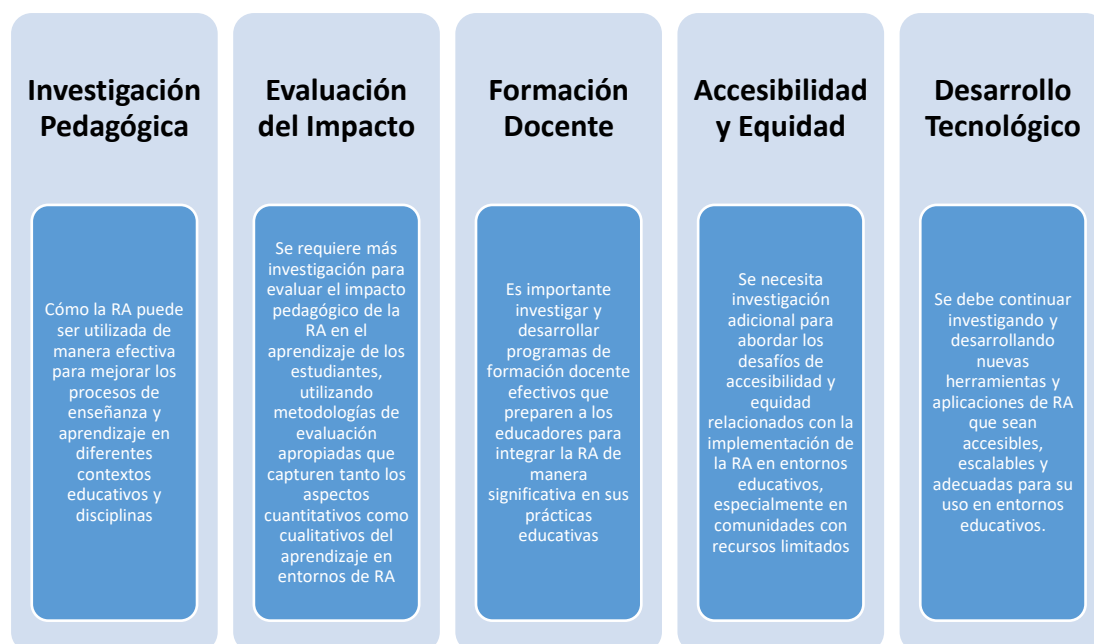 Investigación
Pedagógica
Cómo la RA puede
ser utilizada de
manera efectiva
para mejorar los
procesos de
enseñanza y
aprendizaje en
diferentes
contextos
educativos y
disciplinas
Evaluación
del Impacto
Se requiere más
investigación para
evaluar el impacto
pedagógico de la
RA en el
aprendizaje de los
estudiantes,
utilizando
metodologías de
evaluación
apropiadas que
capturen tanto los
aspectos
cuantitativos como
cualitativos del
aprendizaje en
entornos de RA
Formación
Docente
Es importante
investigar y
desarrollar
programas de
formación docente
efectivos que
preparen a los
educadores para
integrar la RA de
manera
significativa en sus
prácticas
educativas
Accesibilidad
y Equidad
Se necesita
investigación
adicional para
abordar los
desafíos de
accesibilidad y
equidad
relacionados con la
implementación de
la RA en entornos
educativos,
especialmente en
comunidades con
recursos limitados
Desarrollo
Tecnológico
Se debe continuar
investigando y
desarrollando
nuevas
herramientas y
aplicaciones de RA
que sean
accesibles,
escalables y
adecuadas para su
uso en entornos
educativos.